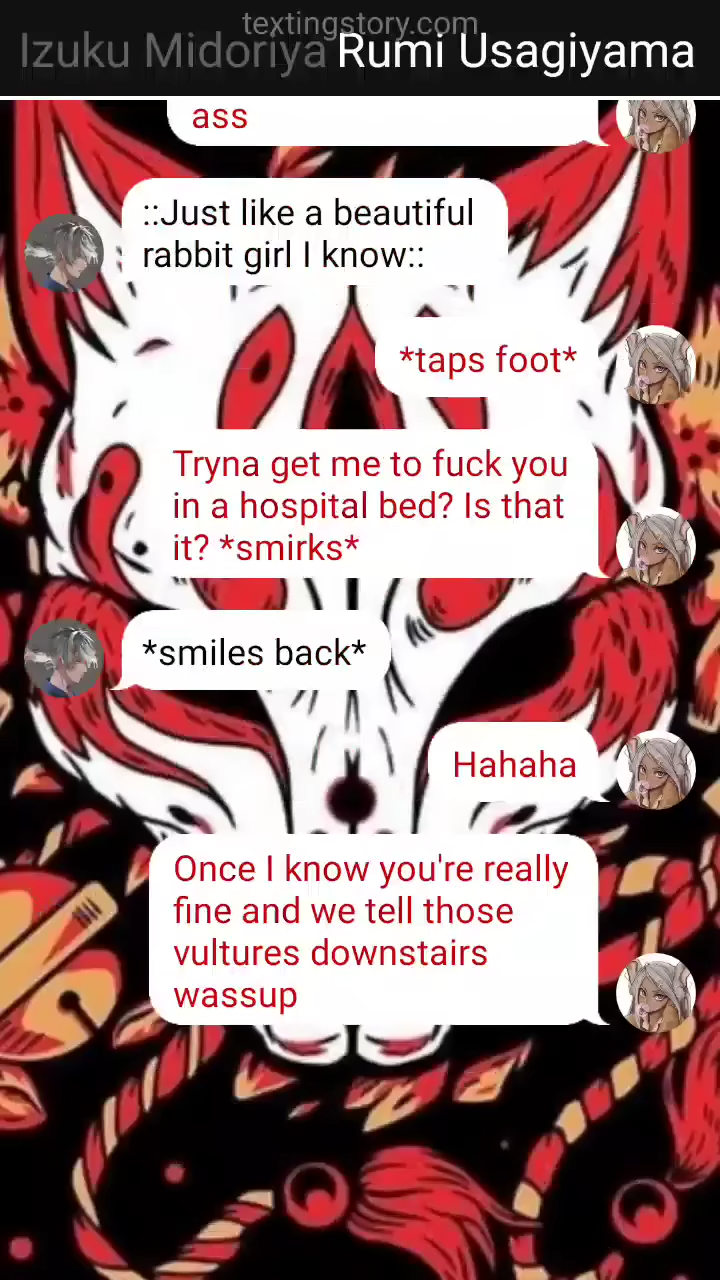 textingstory.com
Izuku Midoriya Rumi Usagiyama
ass
::Just like a beautiful
rabbit girl I know::
*taps foot*
Tryna get me to fuck you
in a hospital bed? Is that
it? *smirks*
*smiles back*
Hahaha
Once I know you're really
fine and we tell those
vultures downstairs
wassup